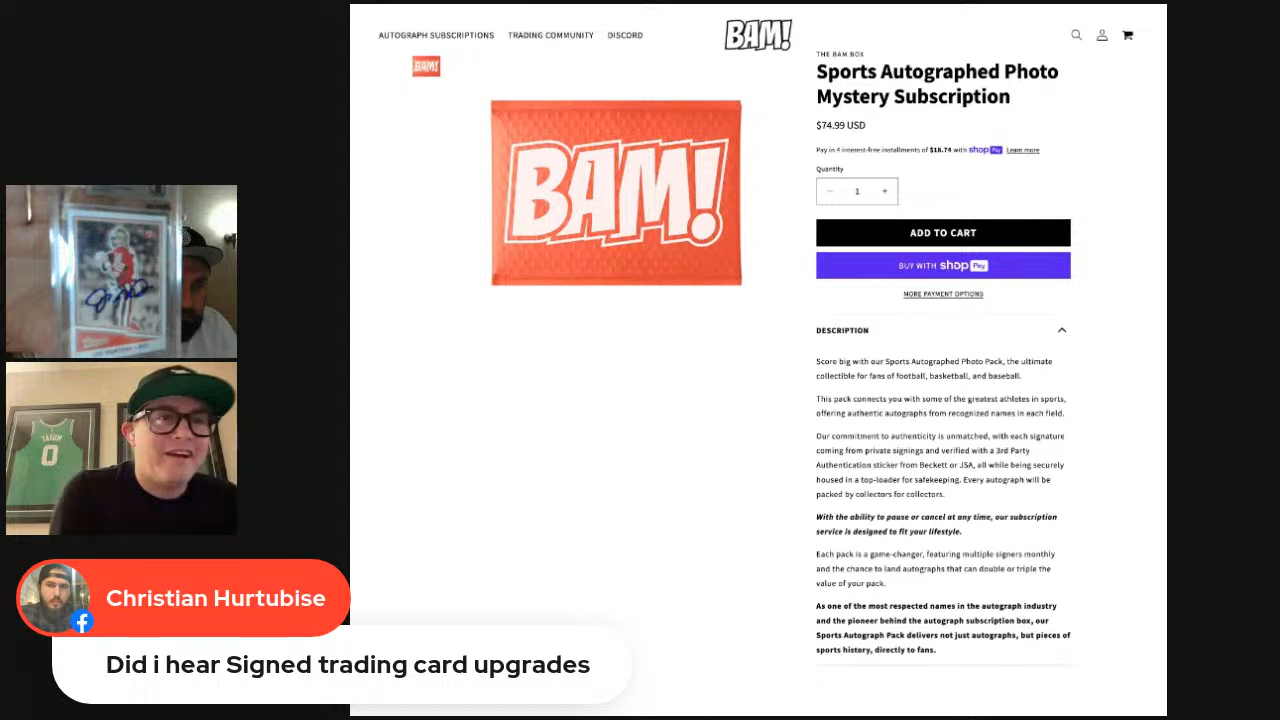 AUTOGRAPH SUBSCRIPTIONS TRADING COMMUNITY DISCORD
BAM!
BAM!
THE BAM BOX
Sports Autographed Photo
Mystery Subscription
$74.99 USD
Pay in 4 interest-free installments of $18.74 with shop Pay Learn more
Quantity
− 1 +
ADD TO CART
BUY WITH shop Pay
MORE PAYMENT OPTIONS
BAM!
DESCRIPTION
Score big with our Sports Autographed Photo Pack, the ultimate
collectible for fans of football, basketball, and baseball.
This pack connects you with some of the greatest athletes in sports,
offering authentic autographs from recognized names in each field.
Our commitment to authenticity is unmatched, with each signature
coming from private signings and verified with a 3rd Party
Authentication sticker from Beckett or JSA, all while being securely
housed in a top-loader for safekeeping. Every autograph will be
packed by collectors for collectors.
With the ability to pause or cancel at any time, our subscription
service is designed to fit your lifestyle.
Each pack is a game-changer, featuring multiple signers monthly
and the chance to land autographs that can double or triple the
value of your pack.
As one of the most respected names in the autograph industry
and the pioneer behind the autograph subscription box, our
Sports Autograph Pack delivers not just autographs, but pieces of
sports history, directly to fans.
TATUM
0
Christian Hurtubise
Did i hear Signed trading card upgrades